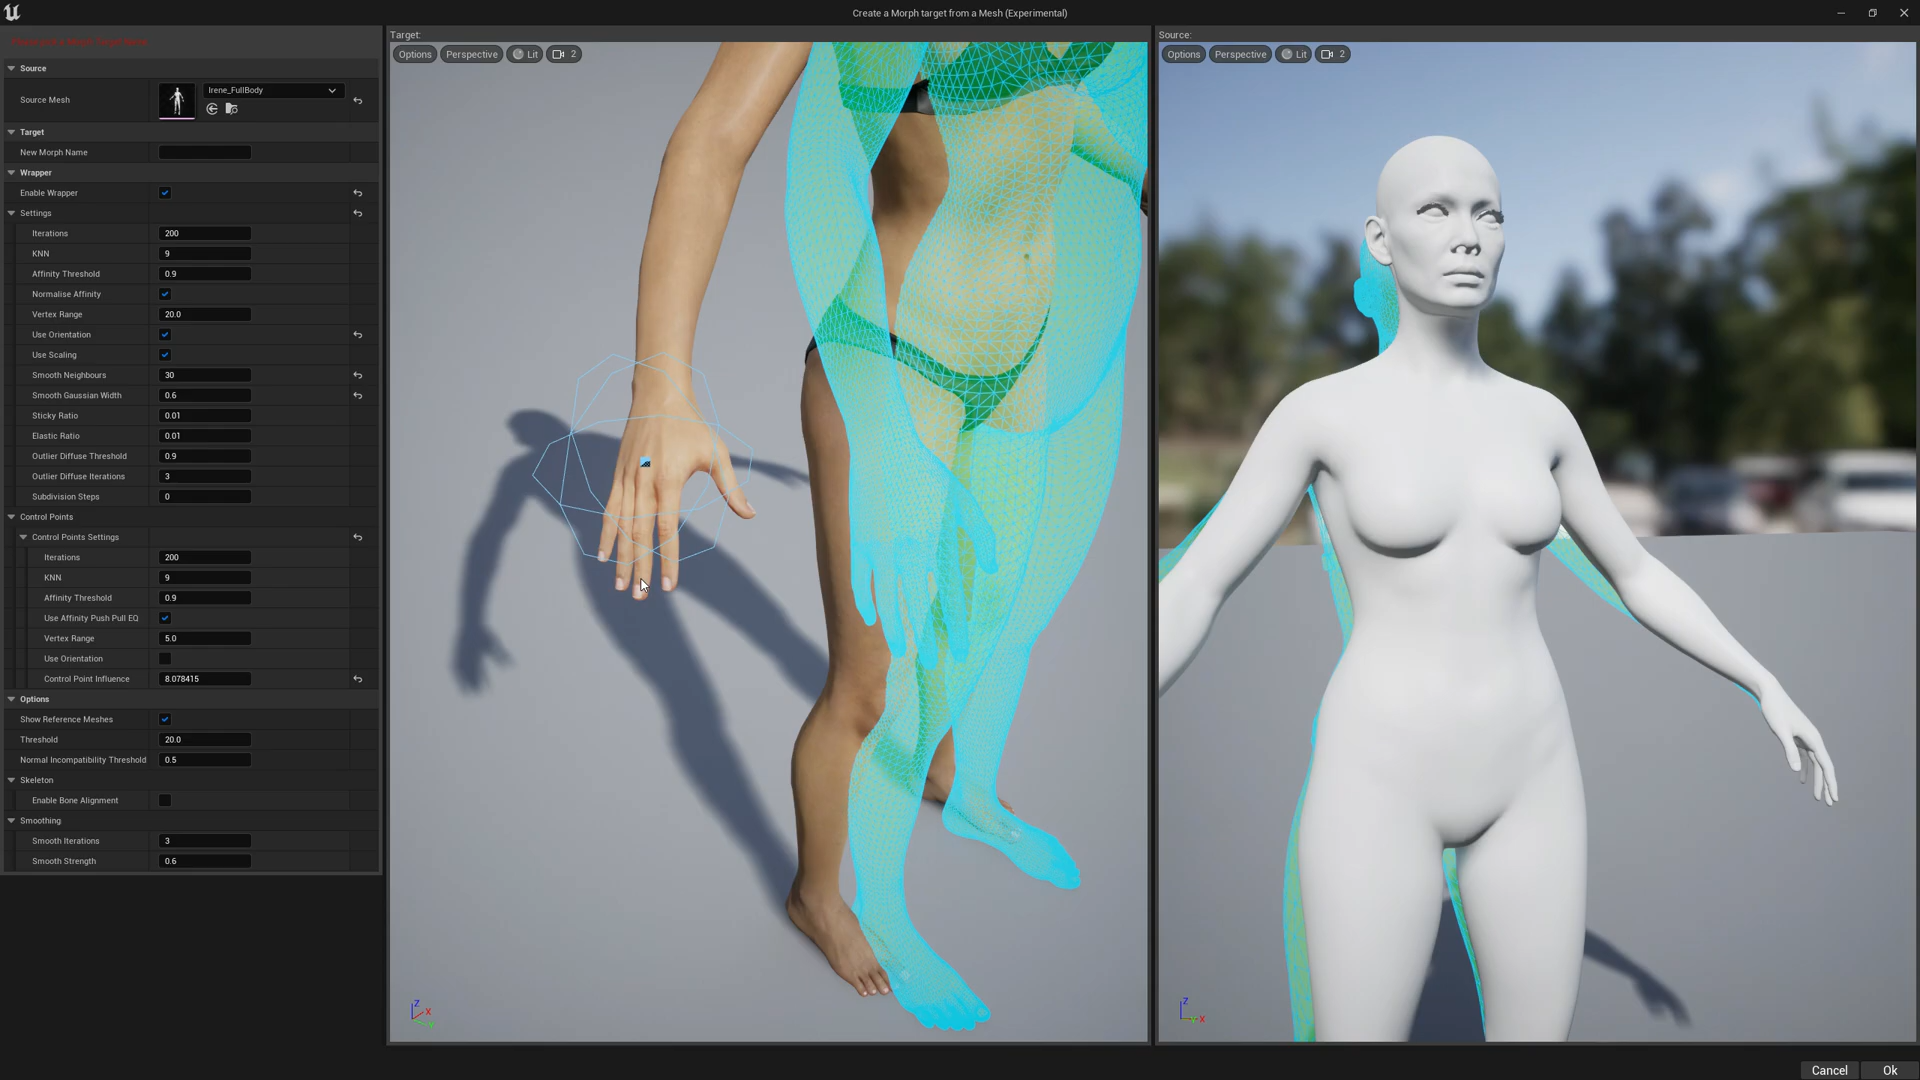 Create a Morph target from a Mesh (Experimental)
Source
Source Mesh
Irene_FullBody
Target
New Morph Name
Wrapper
Enable Wrapper
Settings
Iterations 200
KNN 9
Affinity Threshold 0.9
Normalise Affinity
Vertex Range 20.0
Use Orientation
Use Scaling
Smooth Neighbours 30
Smooth Gaussian Width 0.6
Sticky Ratio 0.01
Elastic Ratio 0.01
Outlier Diffuse Threshold 0.9
Outlier Diffuse Iterations 3
Subdivision Steps 0
Control Points
Control Points Settings
Iterations 200
KNN 9
Affinity Threshold 0.9
Use Affinity Push Pull EQ
Vertex Range 5.0
Use Orientation
Control Point Influence 8.078415
Options
Show Reference Meshes
Threshold 20.0
Normal Incompatibility Threshold 0.5
Skeleton
Enable Bone Alignment
Smoothing
Smooth Iterations 3
Smooth Strength 0.6
Target:
Options Perspective Lit 2
Z
X
Y
Source:
Options Perspective Lit 2
Z
X
Cancel Ok